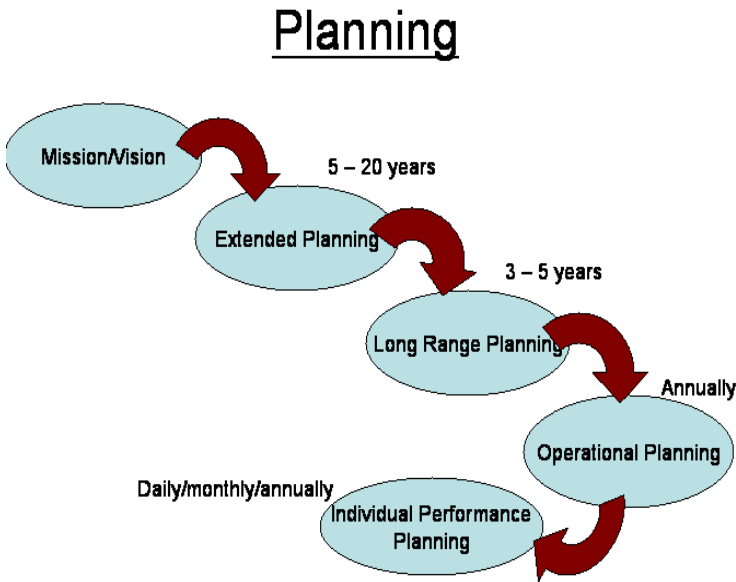 Planning
Mission/Vision
5 – 20 years
Extended Planning
3 – 5 years
Long Range Planning
Annually
Operational Planning
Daily/monthly/annually
Individual Performance
Planning